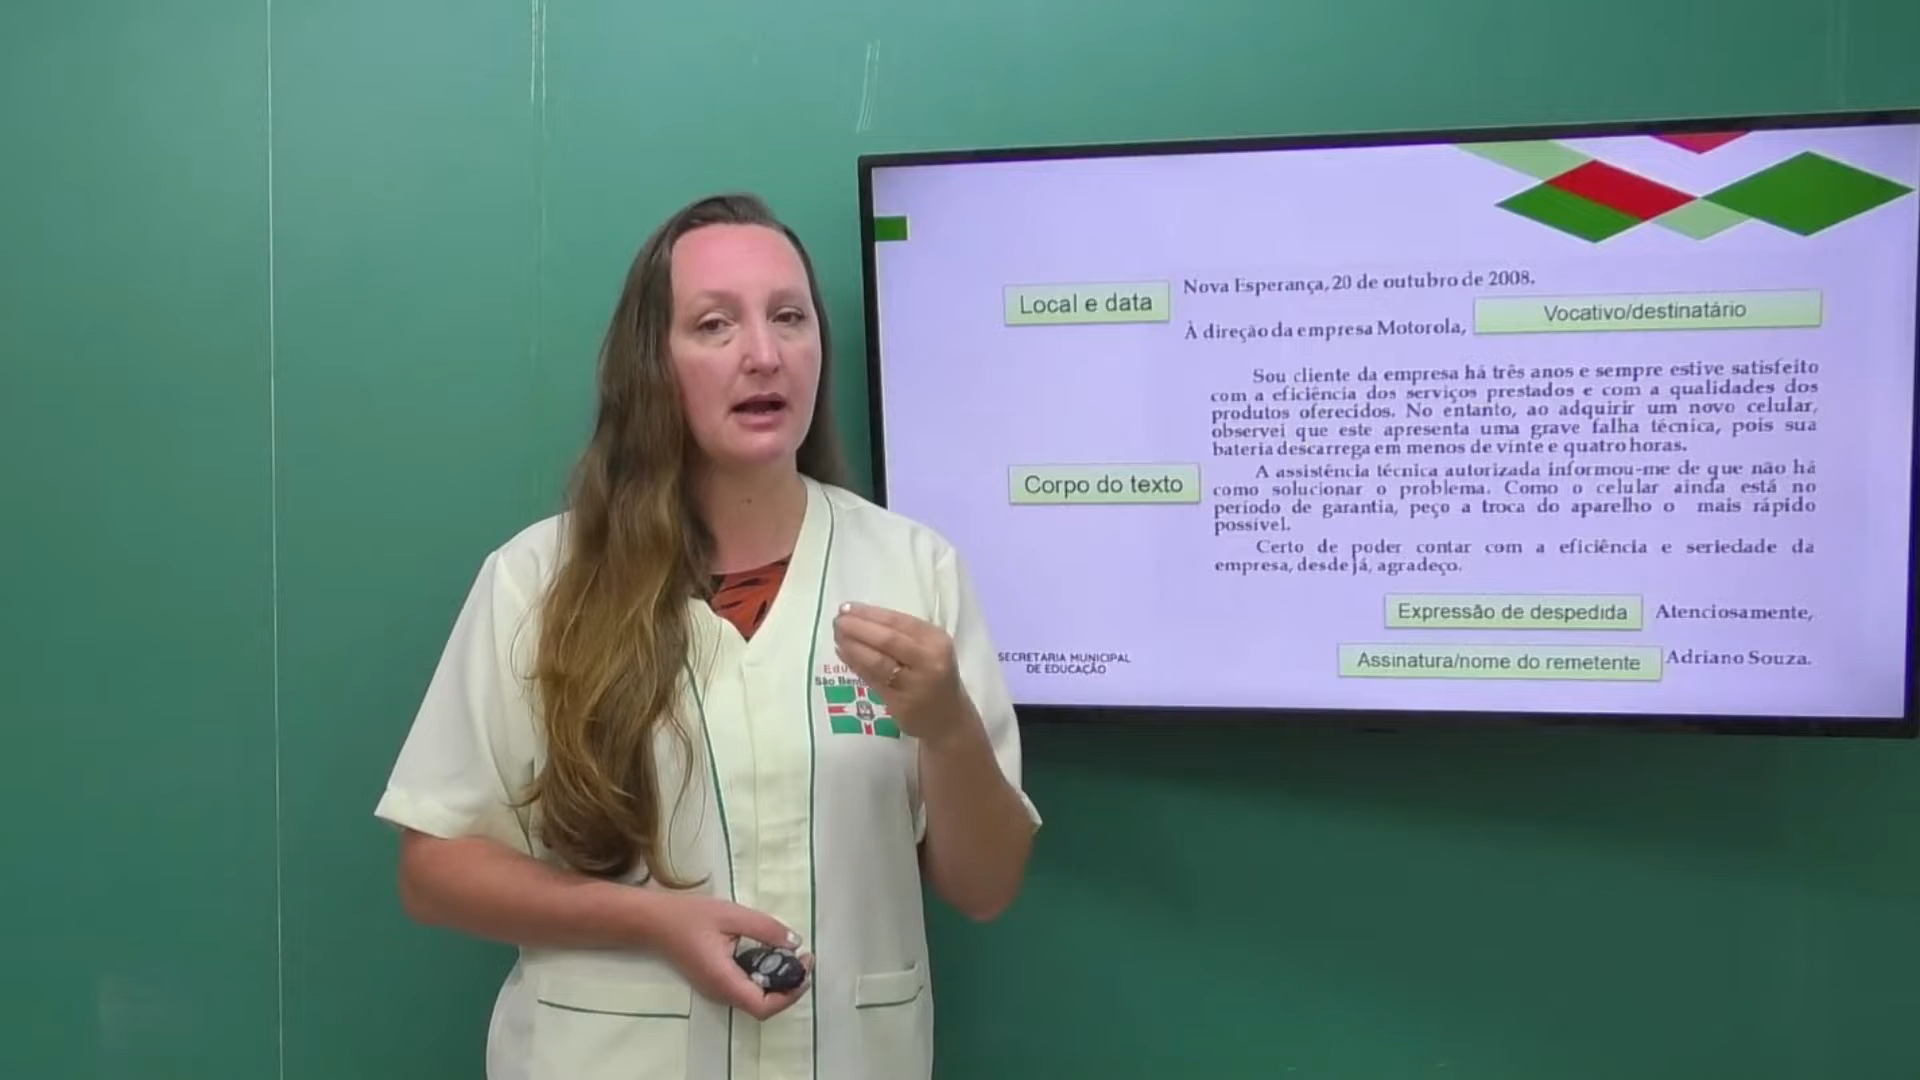 Local e data
Nova Esperança, 20 de outubro de 2008.
À direção da empresa Motorola,
Vocativo/destinatário
Sou cliente da empresa há três anos e sempre estive satisfeito
com a eficiência dos serviços prestados e com a qualidades dos
produtos oferecidos. No entanto, ao adquirir um novo celular,
observei que este apresenta uma grave falha técnica, pois sua
bateria descarrega em menos de vinte e quatro horas.
Corpo do texto
A assistência técnica autorizada informou-me de que não há
como solucionar o problema. Como o celular ainda está no
período de garantia, peço a troca do aparelho o mais rápido
possível.
Certo de poder contar com a eficiência e seriedade da
empresa, desde já, agradeço.
Expressão de despedida
Atenciosamente,
Assinatura/nome do remetente
Adriano Souza.
SECRETARIA MUNICIPAL
DE EDUCAÇÃO
São